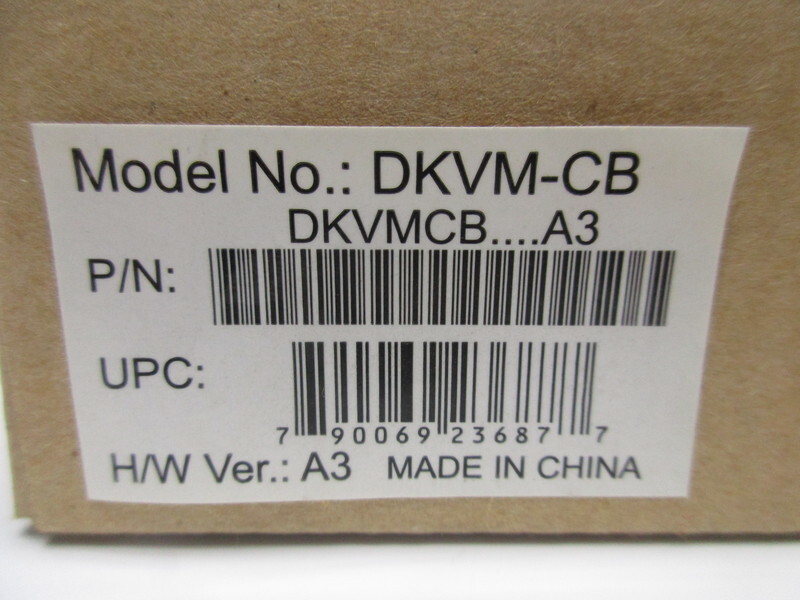 Model No.: DKVM-CB
DKVMCB....A3
P/N:
UPC:
7 90069 23687 7
H/W Ver.: A3 MADE IN CHINA